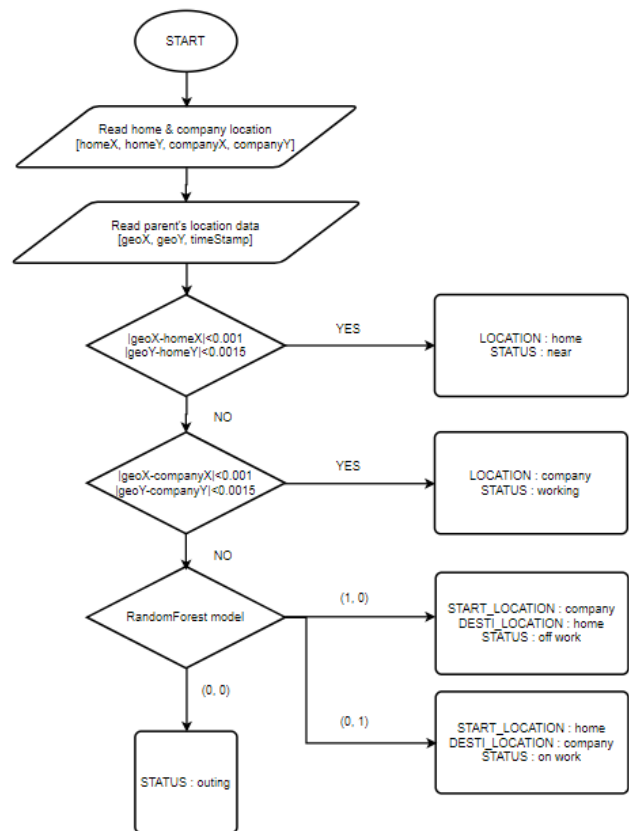 START
Read home & company location
[homeX, homeY, companyX, companyY]
Read parent's location data
[geoX, geoY, timeStamp]
|geoX-homeX|<0.001
|geoY-homeY|<0.0015
YES
LOCATION : home
STATUS : near
NO
|geoX-companyX|<0.001
|geoY-companyY|<0.0015
YES
LOCATION : company
STATUS : working
NO
RandomForest model
(1, 0)
START_LOCATION : company
DESTI_LOCATION : home
STATUS : off work
(0, 1)
START_LOCATION : home
DESTI_LOCATION : company
STATUS : on work
(0, 0)
STATUS : outing